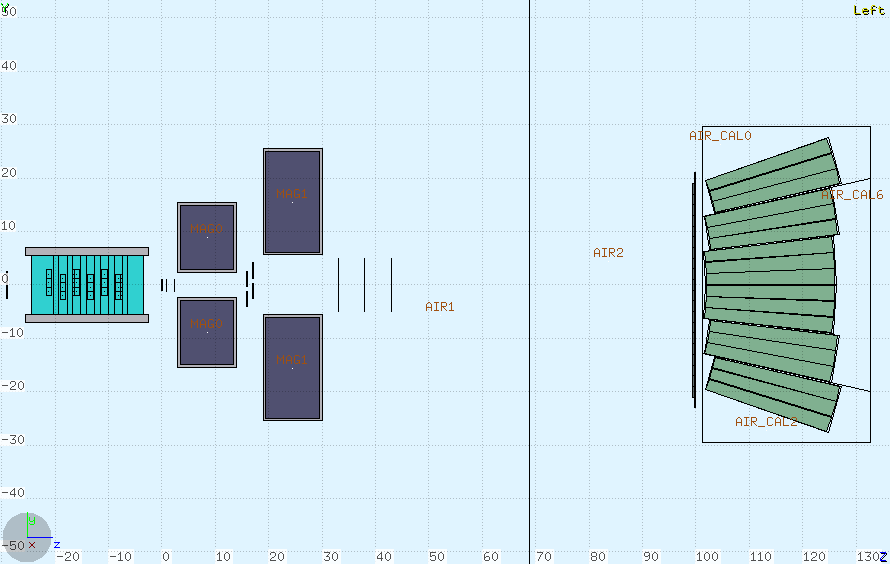 Y
Left
50
40
30
AIR_CAL0
20
MAG1
AIR_CAL6
10
MAG0
AIR2
0
AIR1
-10
MAG0
MAG1
-20
AIR_CAL2
-30
-40
y
-50
x z
-20 -10 0 10 20 30 40 50 60 70 80 90 100 110 120 130 Z